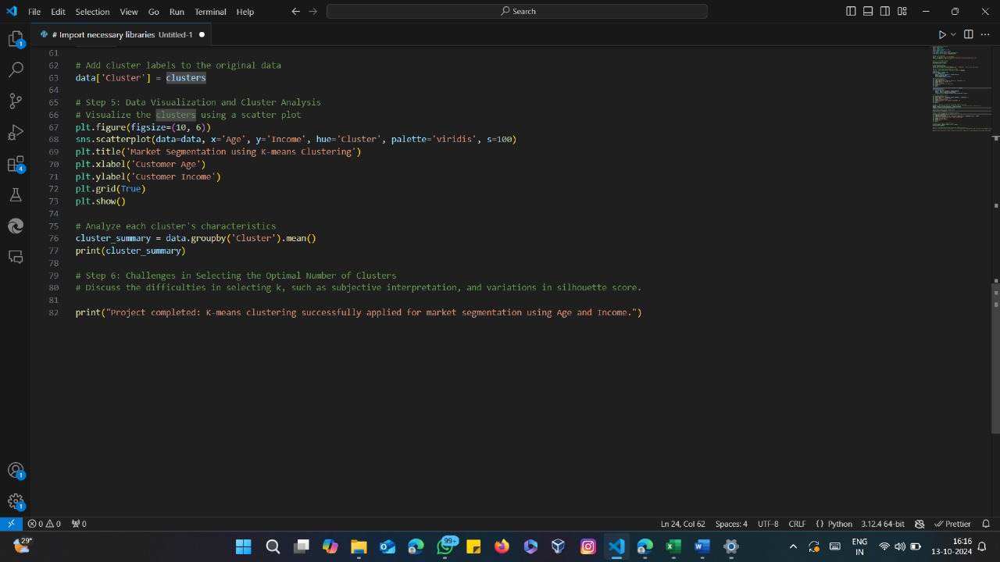 File Edit Selection View Go Run Terminal Help
Search
# Import necessary libraries Untitled-1
61
62 # Add cluster labels to the original data
63 data['Cluster'] = clusters
64
65 # Step 5: Data Visualization and Cluster Analysis
66 # Visualize the clusters using a scatter plot
67 plt.figure(figsize=(10, 6))
68 sns.scatterplot(data=data, x='Age', y='Income', hue='Cluster', palette='viridis', s=100)
69 plt.title('Market Segmentation using K-means Clustering')
70 plt.xlabel('Customer Age')
71 plt.ylabel('Customer Income')
72 plt.grid(True)
73 plt.show()
74
75 # Analyze each cluster's characteristics
76 cluster_summary = data.groupby('Cluster').mean()
77 print(cluster_summary)
78
79 # Step 6: Challenges in Selecting the Optimal Number of Clusters
80 # Discuss the difficulties in selecting k, such as subjective interpretation, and variations in silhouette score.
81
82 print("Project completed: K-means clustering successfully applied for market segmentation using Age and Income.")
1
4
1
1
0 0 0 Ln 24, Col 62 Spaces: 4 UTF-8 CRLF {} Python 3.12.4 64-bit Prettier
29° 99+ ENG 16:16
IN 13-10-2024